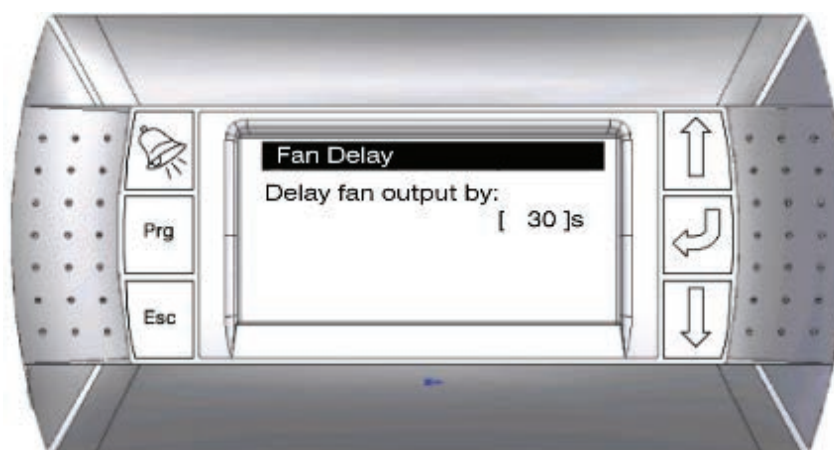 Fan Delay
Delay fan output by:
[ 30 ]s
Prg
Esc